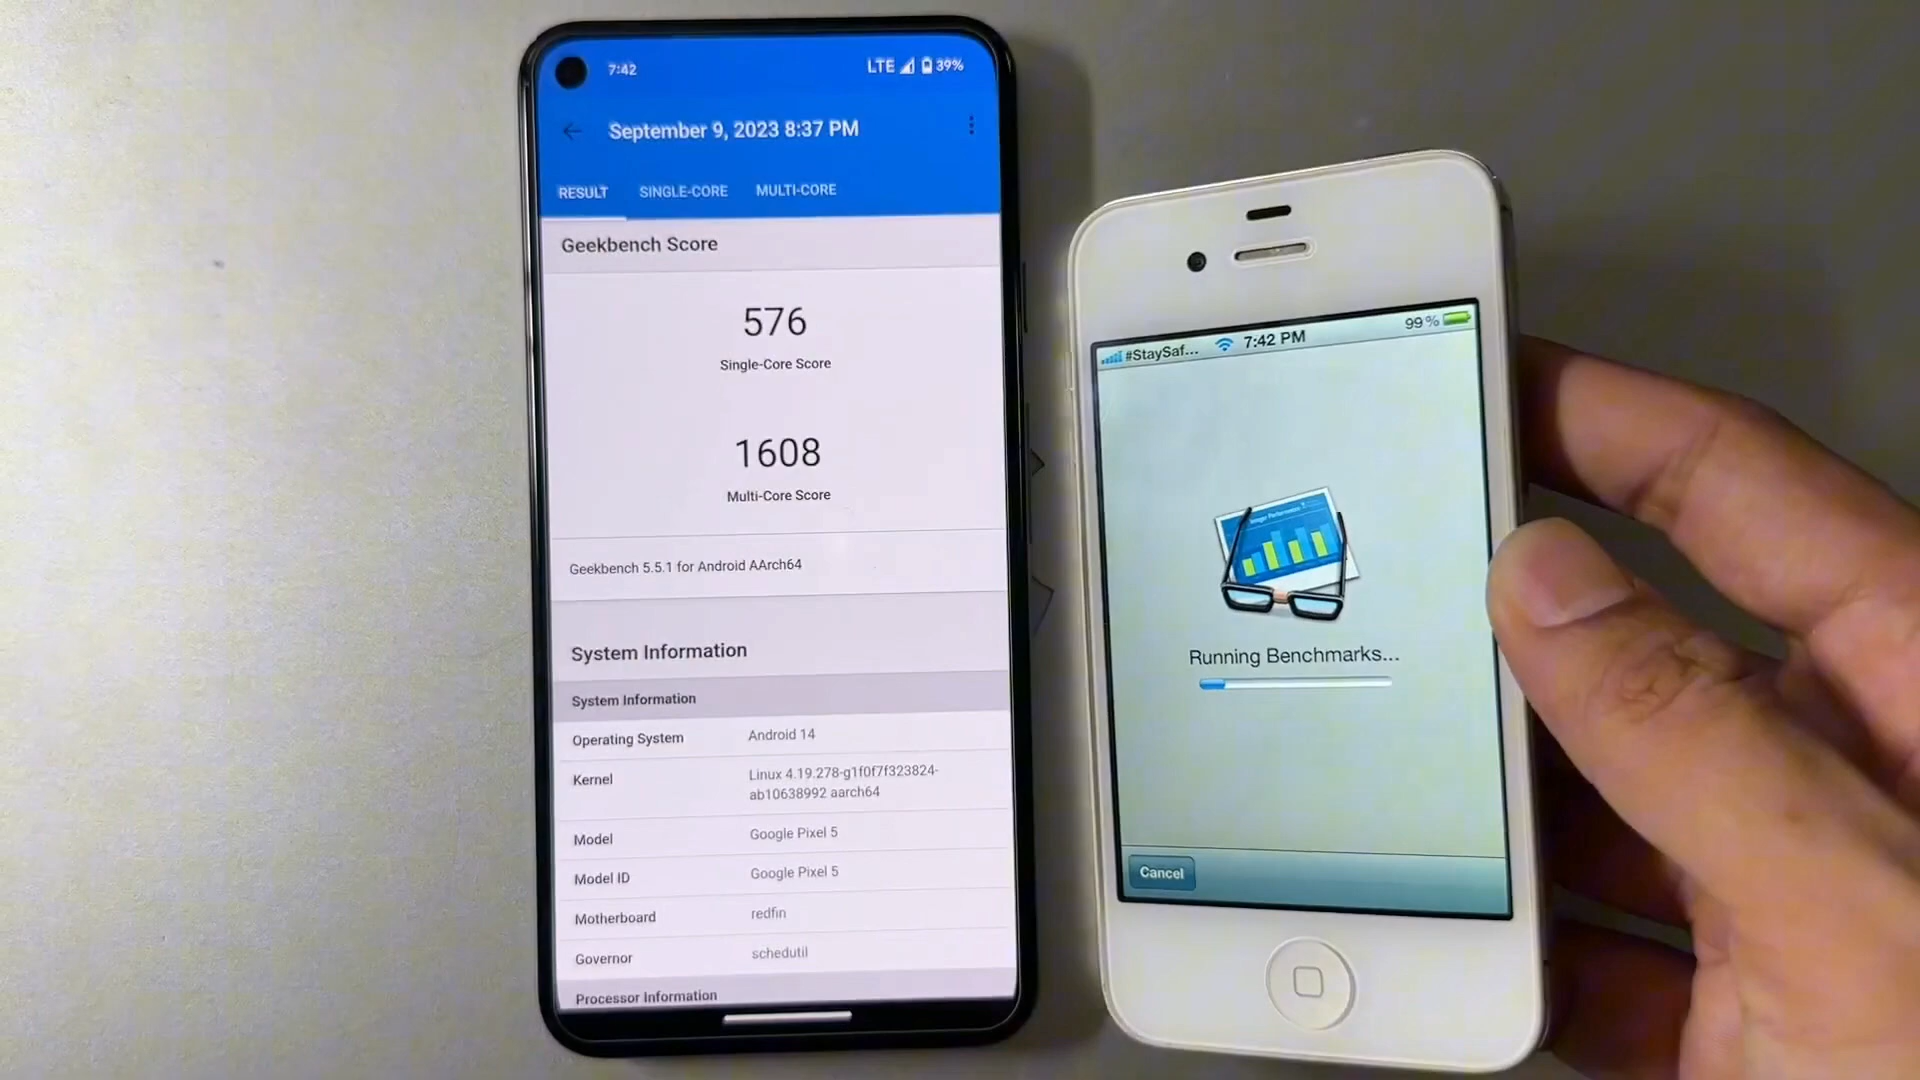 7:42
LTE 39%
September 9, 2023 8:37 PM
RESULT SINGLE-CORE MULTI-CORE
Geekbench Score
576
Single-Core Score
1608
Multi-Core Score
Geekbench 5.5.1 for Android AArch64
System Information
System Information
Operating System Android 14
Kernel Linux 4.19.278-g1f0f7f323824-
ab10638992 aarch64
Model Google Pixel 5
Model ID Google Pixel 5
Motherboard redfin
Governor schedutil
Processor Information
#StaySaf... 7:42 PM 99%
Image Performance
Running Benchmarks...
Cancel